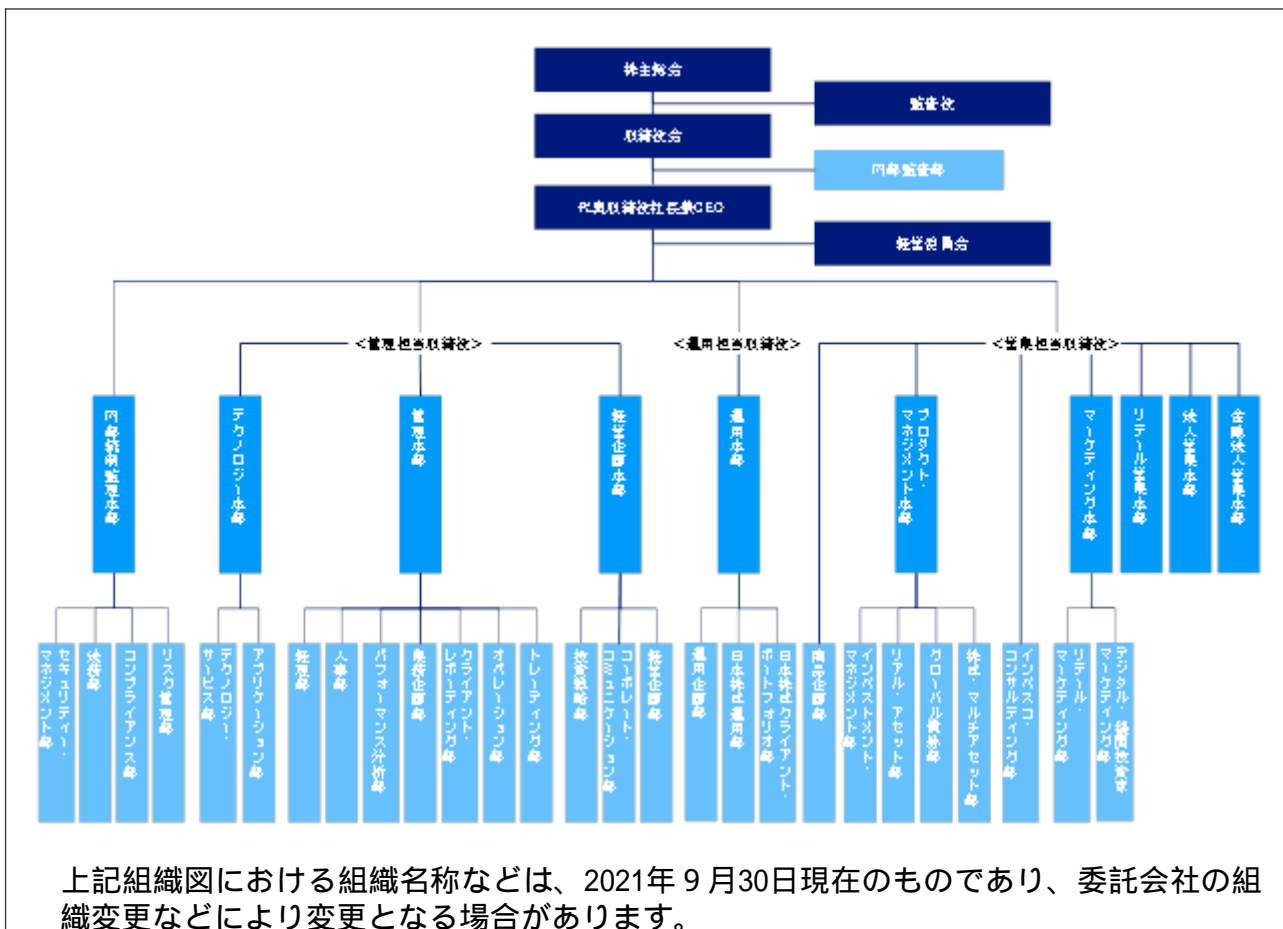 株主総会
監査役
取締役会
内部監査部
代表取締役社長兼CEO
経営委員会
<管理担当取締役>
<運用担当取締役>
<営業担当取締役>
内部統制監理本部
テクノロジー本部
管理本部
経営企画本部
運用本部
プロダクト・
マネジメント本部
マーケティング本部
リテール営業本部
法人営業本部
金融法人営業本部
セキュリティー・
マネジメント部
法務部
コンプライアンス部
リスク管理部
テクノロジー・
サービス部
アプリケーション部
経理部
人事部
パフォーマンス分析部
業務企画部
クライアント・
レポーティング部
オペレーション部
トレーディング部
政策戦略部
コーポレート・
コミュニケーション部
経営企画部
運用企画部
日本株式運用部
日本株式クライアント・
ポートフォリオ部
商品企画部
インベストメント・
マネジメント部
リアル・アセット部
グローバル債券部
株式・マルチアセット部
インベスコ・
コンサルティング部
リテール・
マーケティング部
デジタル・機関投資家
マーケティング部
上記組織図における組織名称などは、2021年9月30日現在のものであり、委託会社の組
織変更などにより変更となる場合があります。